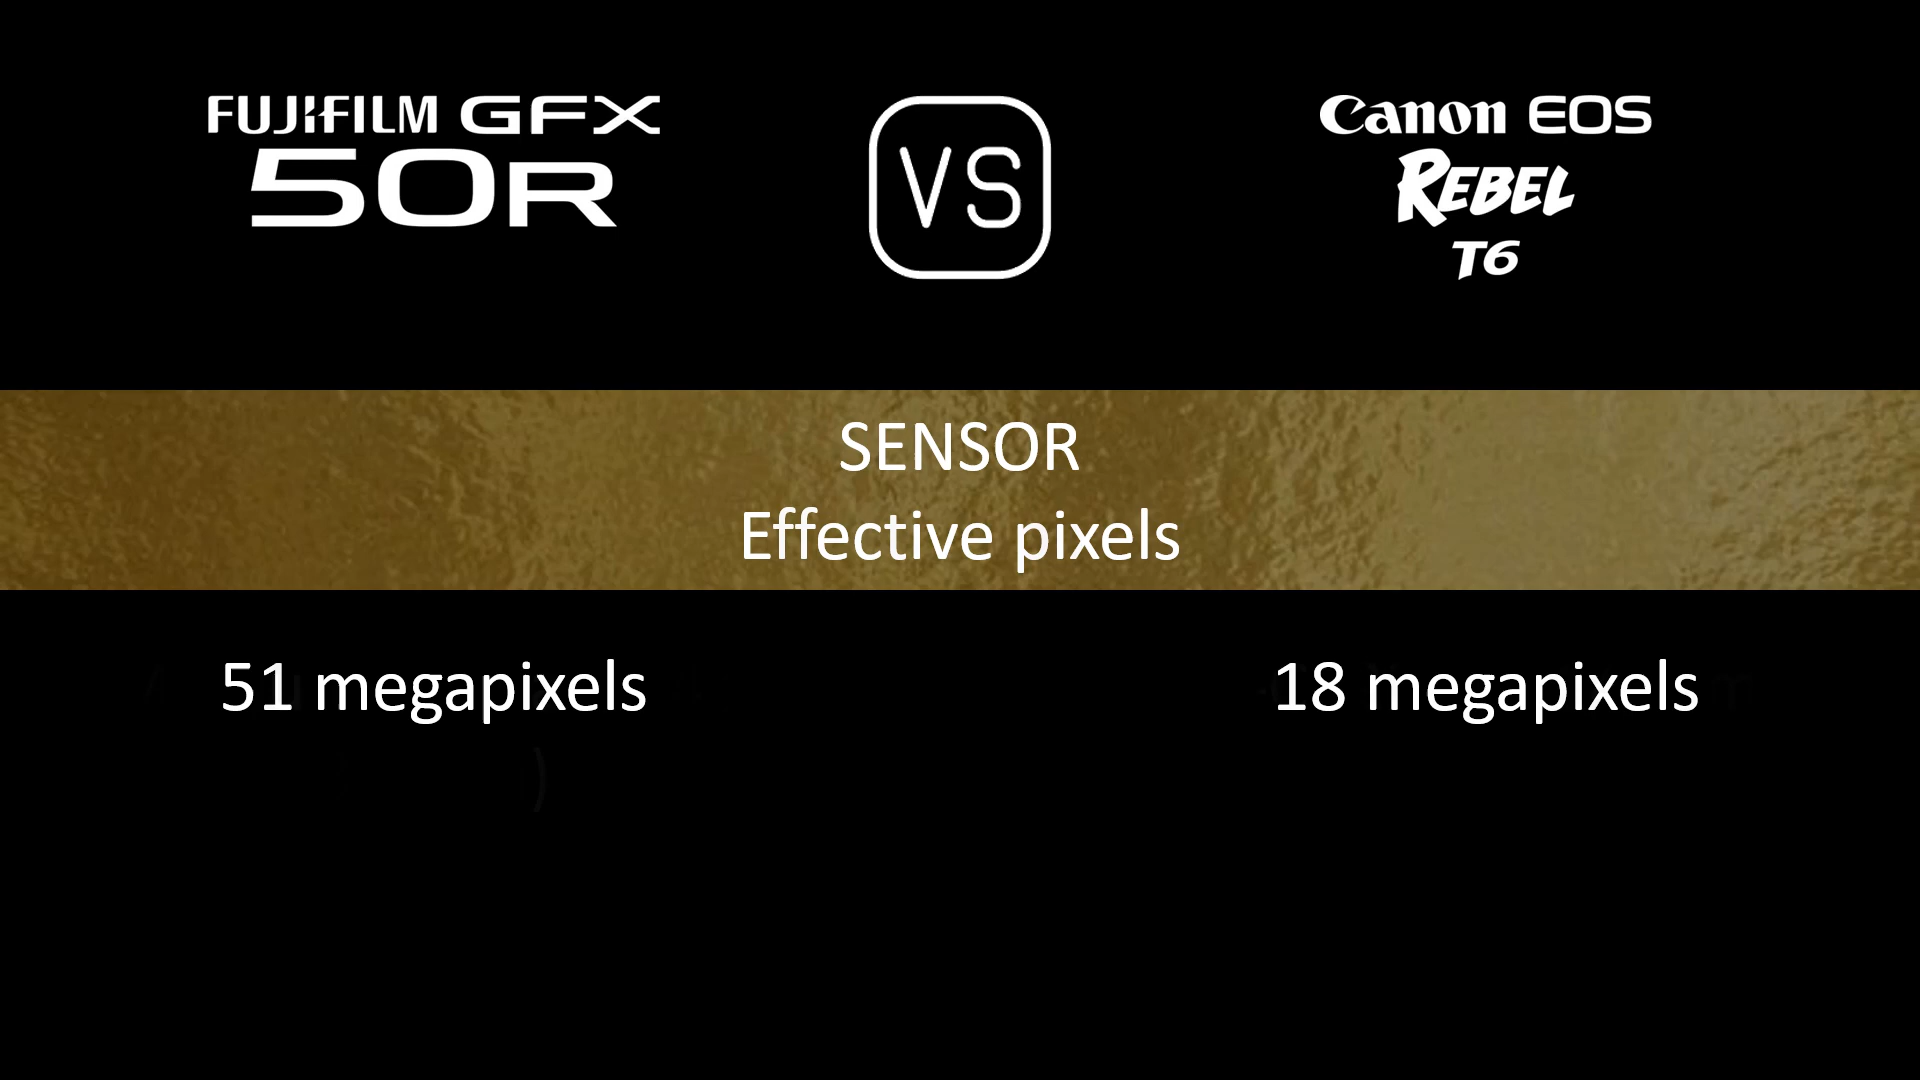 FUJIFILM GFX
50R
VS
Canon EOS
REBEL
T6
SENSOR
Effective pixels
51 megapixels
18 megapixels